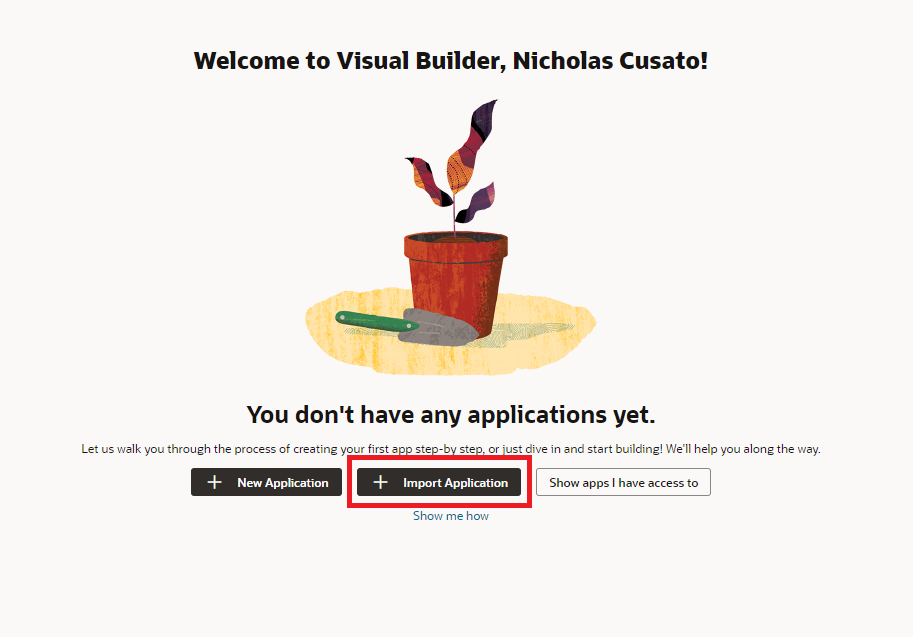 Welcome to Visual Builder, Nicholas Cusato!
You don't have any applications yet.
Let us walk you through the process of creating your first app step-by step, or just dive in and start building! We'll help you along the way.
New Application
Import Application
Show apps I have access to
Show me how